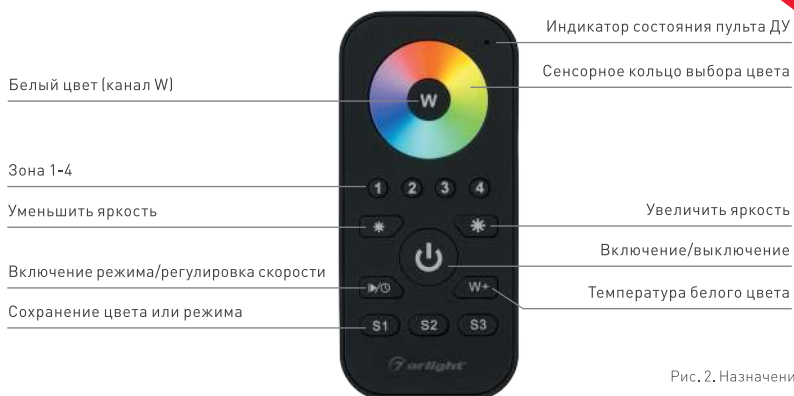 Индикатор состояния пульта ДУ
Сенсорное кольцо выбора цвета
Белый цвет (канал W)
W
Зона 1-4
1 2 3 4
Уменьшить яркость
Увеличить яркость
Включение/выключение
Включение режима/регулировка скорости
W+
Температура белого цвета
Сохранение цвета или режима
S1 S2 S3
arlight
Рис. 2. Назначени